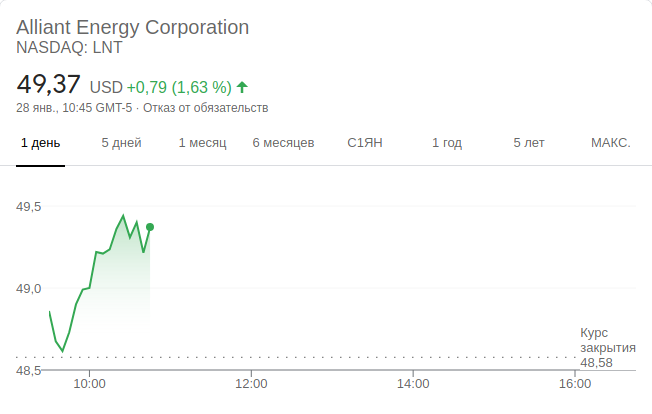 Alliant Energy Corporation
NASDAQ: LNT
49,37 USD +0,79 (1,63 %)
28 янв., 10:45 GMT-5 · Отказ от обязательств
1 день 5 дней 1 месяц 6 месяцев С1ЯН 1 год 5 лет МАКС.
49,5
49,0
Курс
закрытия
48,58
48,5
10:00 12:00 14:00 16:00